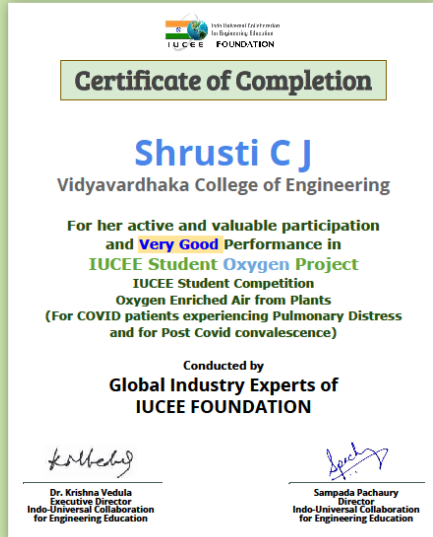 Indo Universal Collaboration
for Engineering Education
IUCEE FOUNDATION
Certificate of Completion
Shrusti C J
Vidyavardhaka College of Engineering
For her active and valuable participation
and Very Good Performance in
IUCEE Student Oxygen Project
IUCEE Student Competition
Oxygen Enriched Air from Plants
(For COVID patients experiencing Pulmonary Distress
and for Post Covid convalescence)
Conducted by
Global Industry Experts of
IUCEE FOUNDATION
Dr. Krishna Vedula
Executive Director
Indo-Universal Collaboration
for Engineering Education
Sampada Pachaury
Director
Indo-Universal Collaboration
for Engineering Education